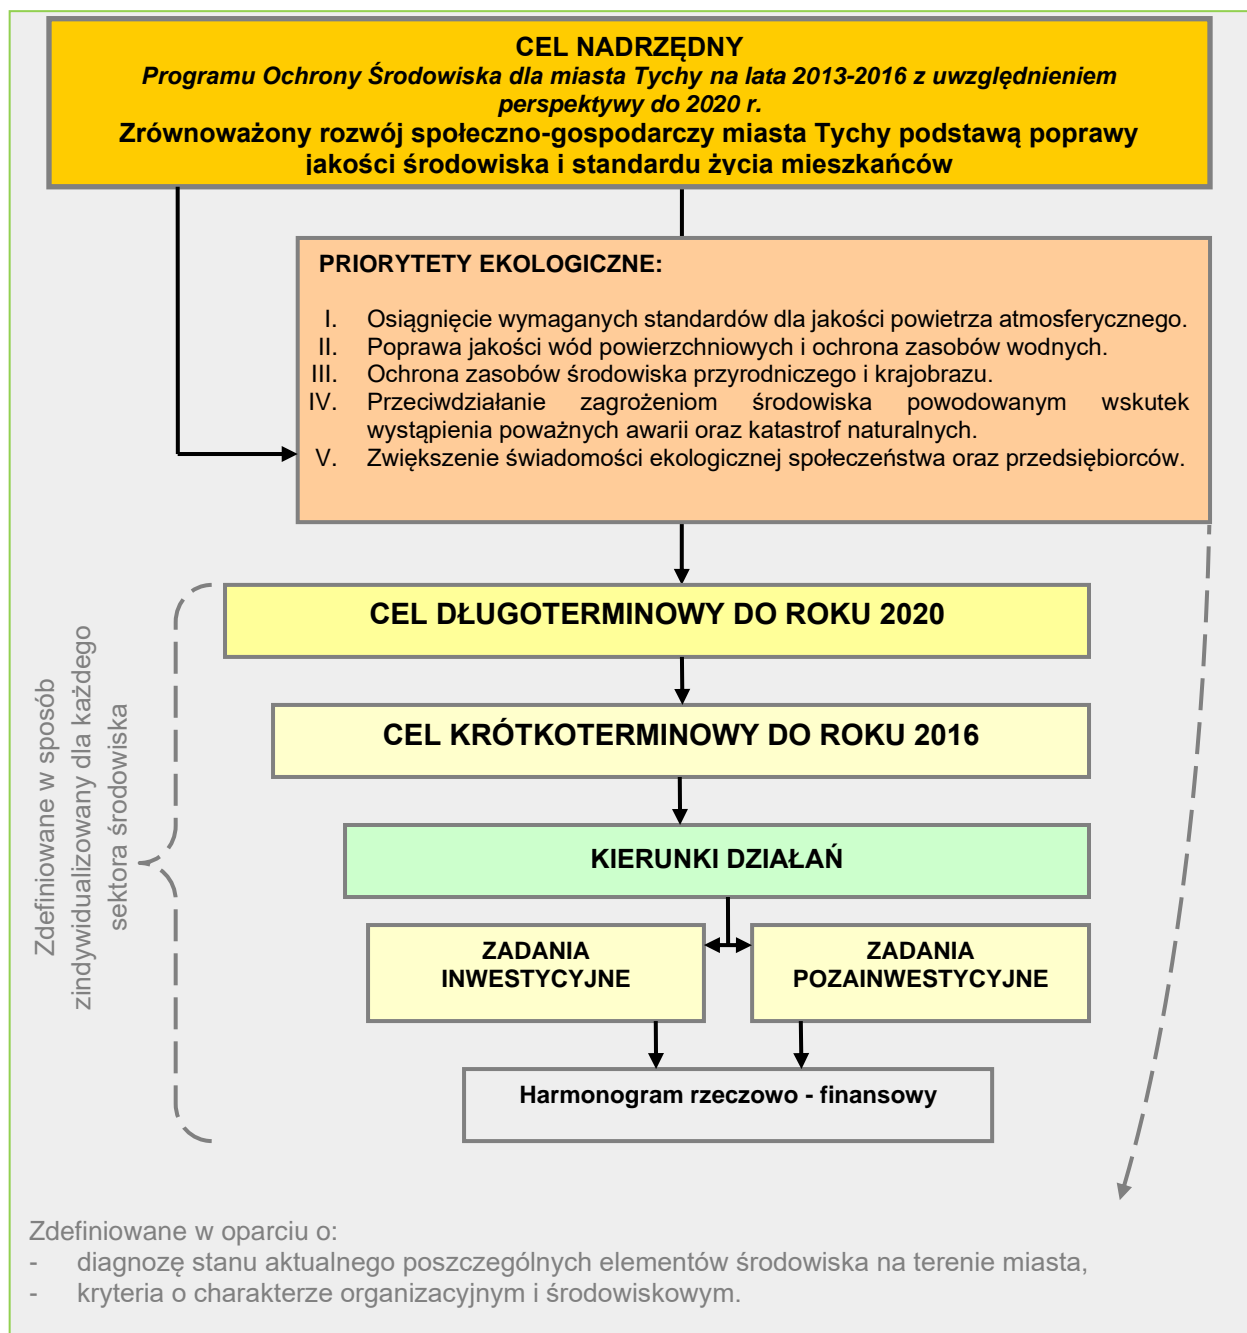 CEL NADRZĘDNY
Programu Ochrony Środowiska dla miasta Tychy na lata 2013-2016 z uwzględnieniem
perspektywy do 2020 r.
Zrównoważony rozwój społeczno-gospodarczy miasta Tychy podstawą poprawy
jakości środowiska i standardu życia mieszkańców
PRIORYTETY EKOLOGICZNE:
I. Osiągnięcie wymaganych standardów dla jakości powietrza atmosferycznego.
II. Poprawa jakości wód powierzchniowych i ochrona zasobów wodnych.
III. Ochrona zasobów środowiska przyrodniczego i krajobrazu.
IV. Przeciwdziałanie zagrożeniom środowiska powodowanym wskutek
wystąpienia poważnych awarii oraz katastrof naturalnych.
V. Zwiększenie świadomości ekologicznej społeczeństwa oraz przedsiębiorców.
CEL DŁUGOTERMINOWY DO ROKU 2020
CEL KRÓTKOTERMINOWY DO ROKU 2016
KIERUNKI DZIAŁAŃ
ZADANIA
INWESTYCYJNE
ZADANIA
POZAINWESTYCYJNE
Harmonogram rzeczowo - finansowy
Zdefiniowane w sposób
zindywidualizowany dla każdego
sektora środowiska
Zdefiniowane w oparciu o:
- diagnozę stanu aktualnego poszczególnych elementów środowiska na terenie miasta,
- kryteria o charakterze organizacyjnym i środowiskowym.